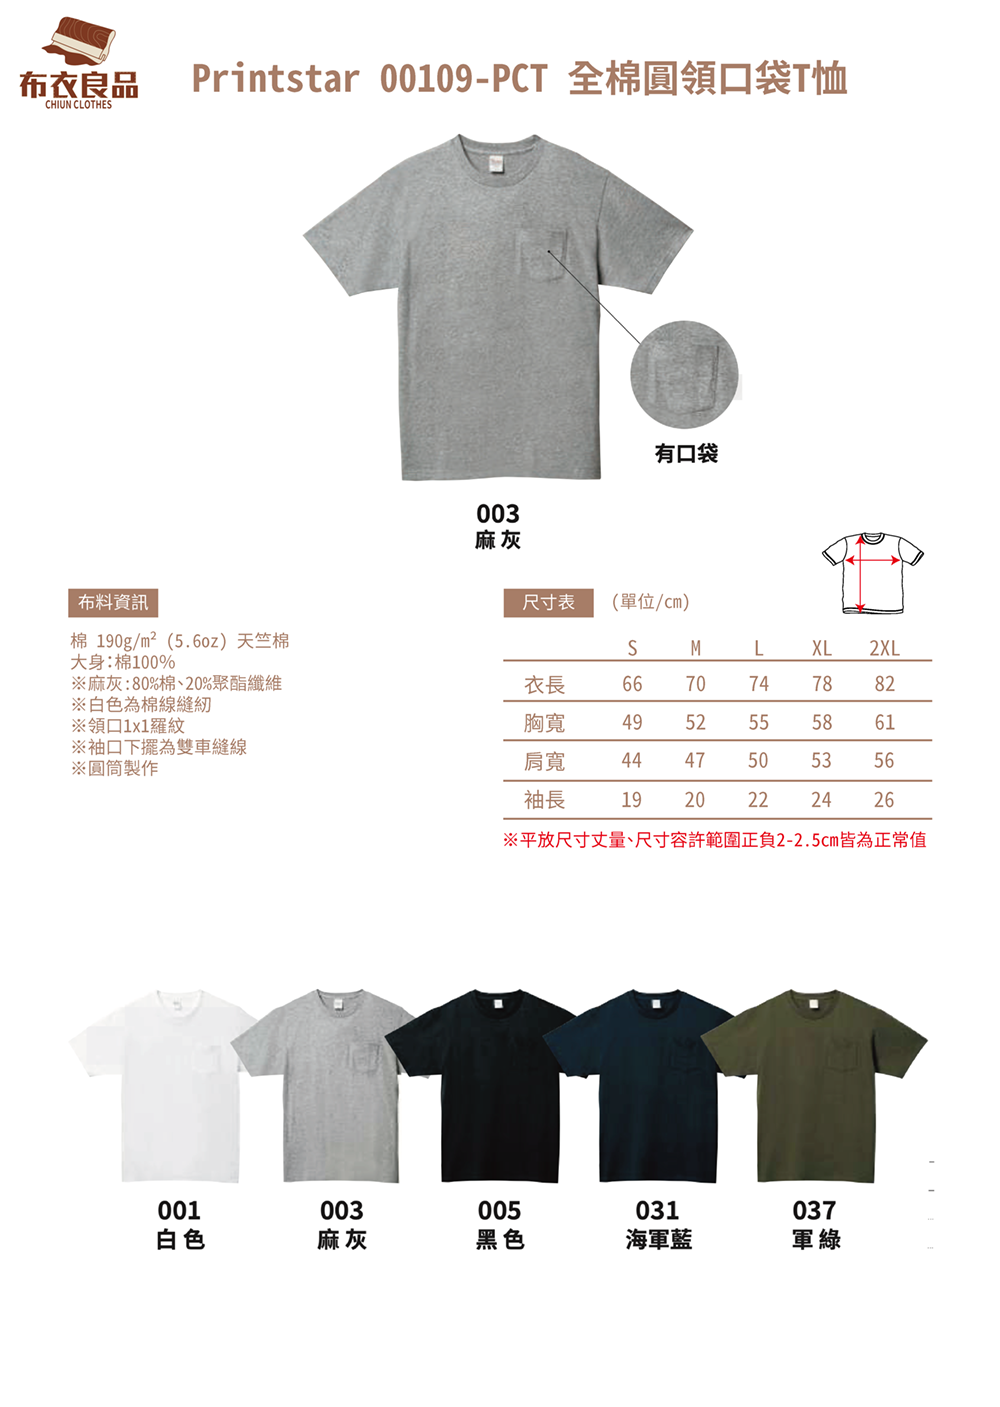 布衣良品
CHIUN CLOTHES
Printstar 00109-PCT 全棉圓領口袋T恤
有口袋
003
麻灰
布料資訊
棉 190g/m² (5.6oz) 天竺棉
大身:棉100%
※麻灰:80%棉、20%聚酯纖維
※白色為棉線縫紉
※領口1x1羅紋
※袖口下擺為雙車縫線
※圓筒製作
尺寸表 (單位/cm)
S M L XL 2XL
衣長 66 70 74 78 82
胸寬 49 52 55 58 61
肩寬 44 47 50 53 56
袖長 19 20 22 24 26
※平放尺寸丈量、尺寸容許範圍正負2-2.5cm皆為正常值
001 003 005 031 037
白色 麻灰 黑色 海軍藍 軍綠